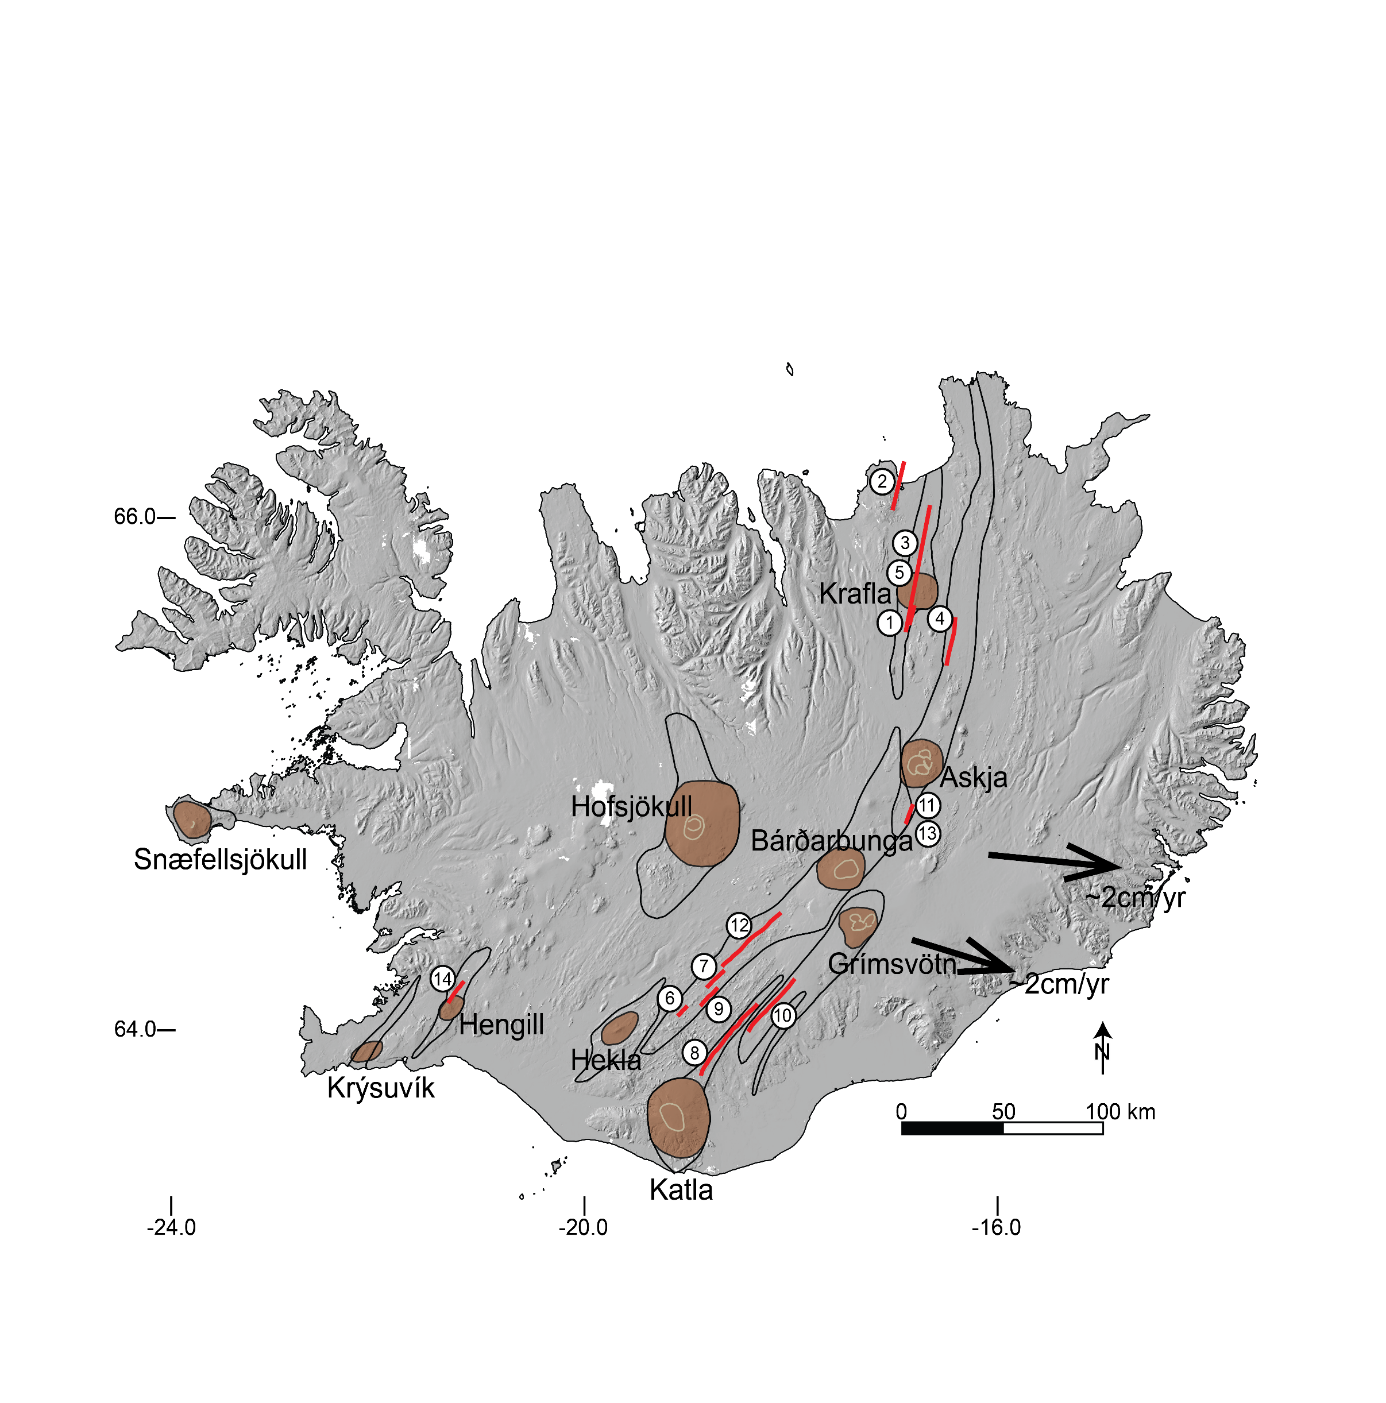 2
66.0
3
5
Krafla
1
4
Askja
Hofsjökull
11
Bárðarbunga
13
Snæfellsjökull
~2cm/yr
12
Grímsvötn
7
14
~2cm/yr
6
9
10
Hengill
64.0
8
Hekla
N
Krýsuvík
0 50 100 km
Katla
-24.0 -20.0 -16.0